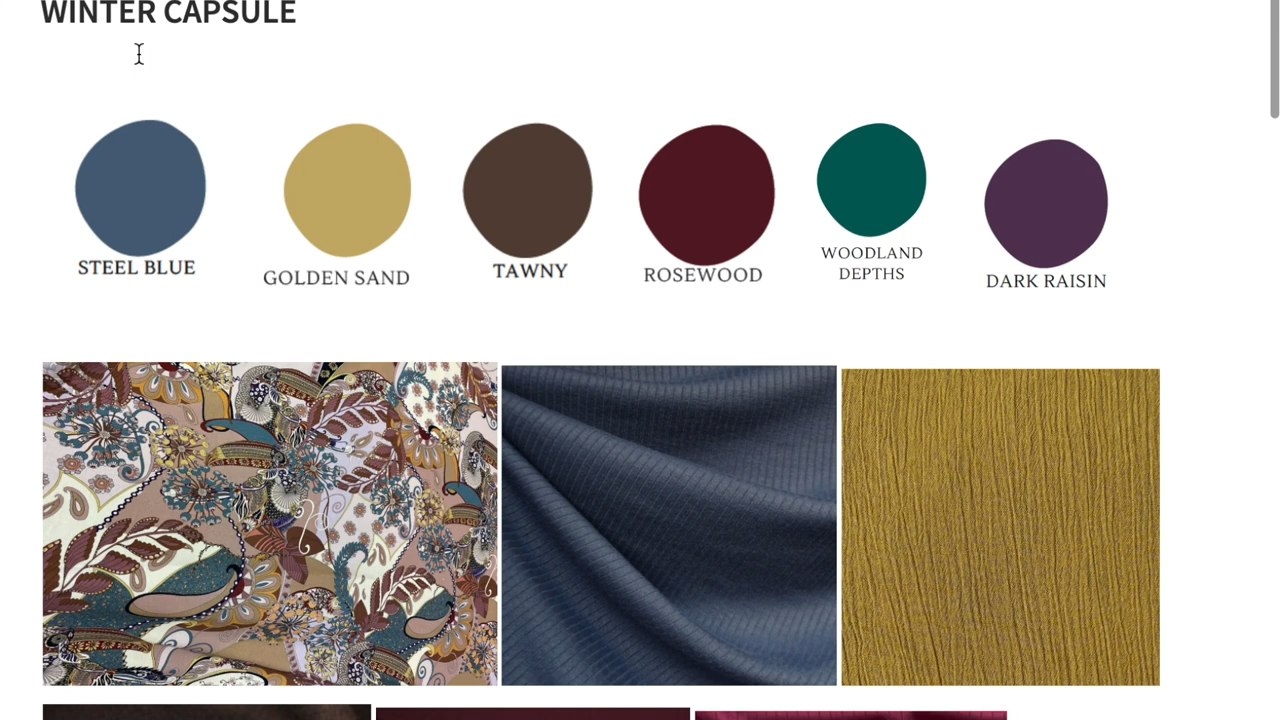 WINTER CAPSULE
STEEL BLUE
GOLDEN SAND
TAWNY
ROSEWOOD
WOODLAND
DEPTHS
DARK RAISIN